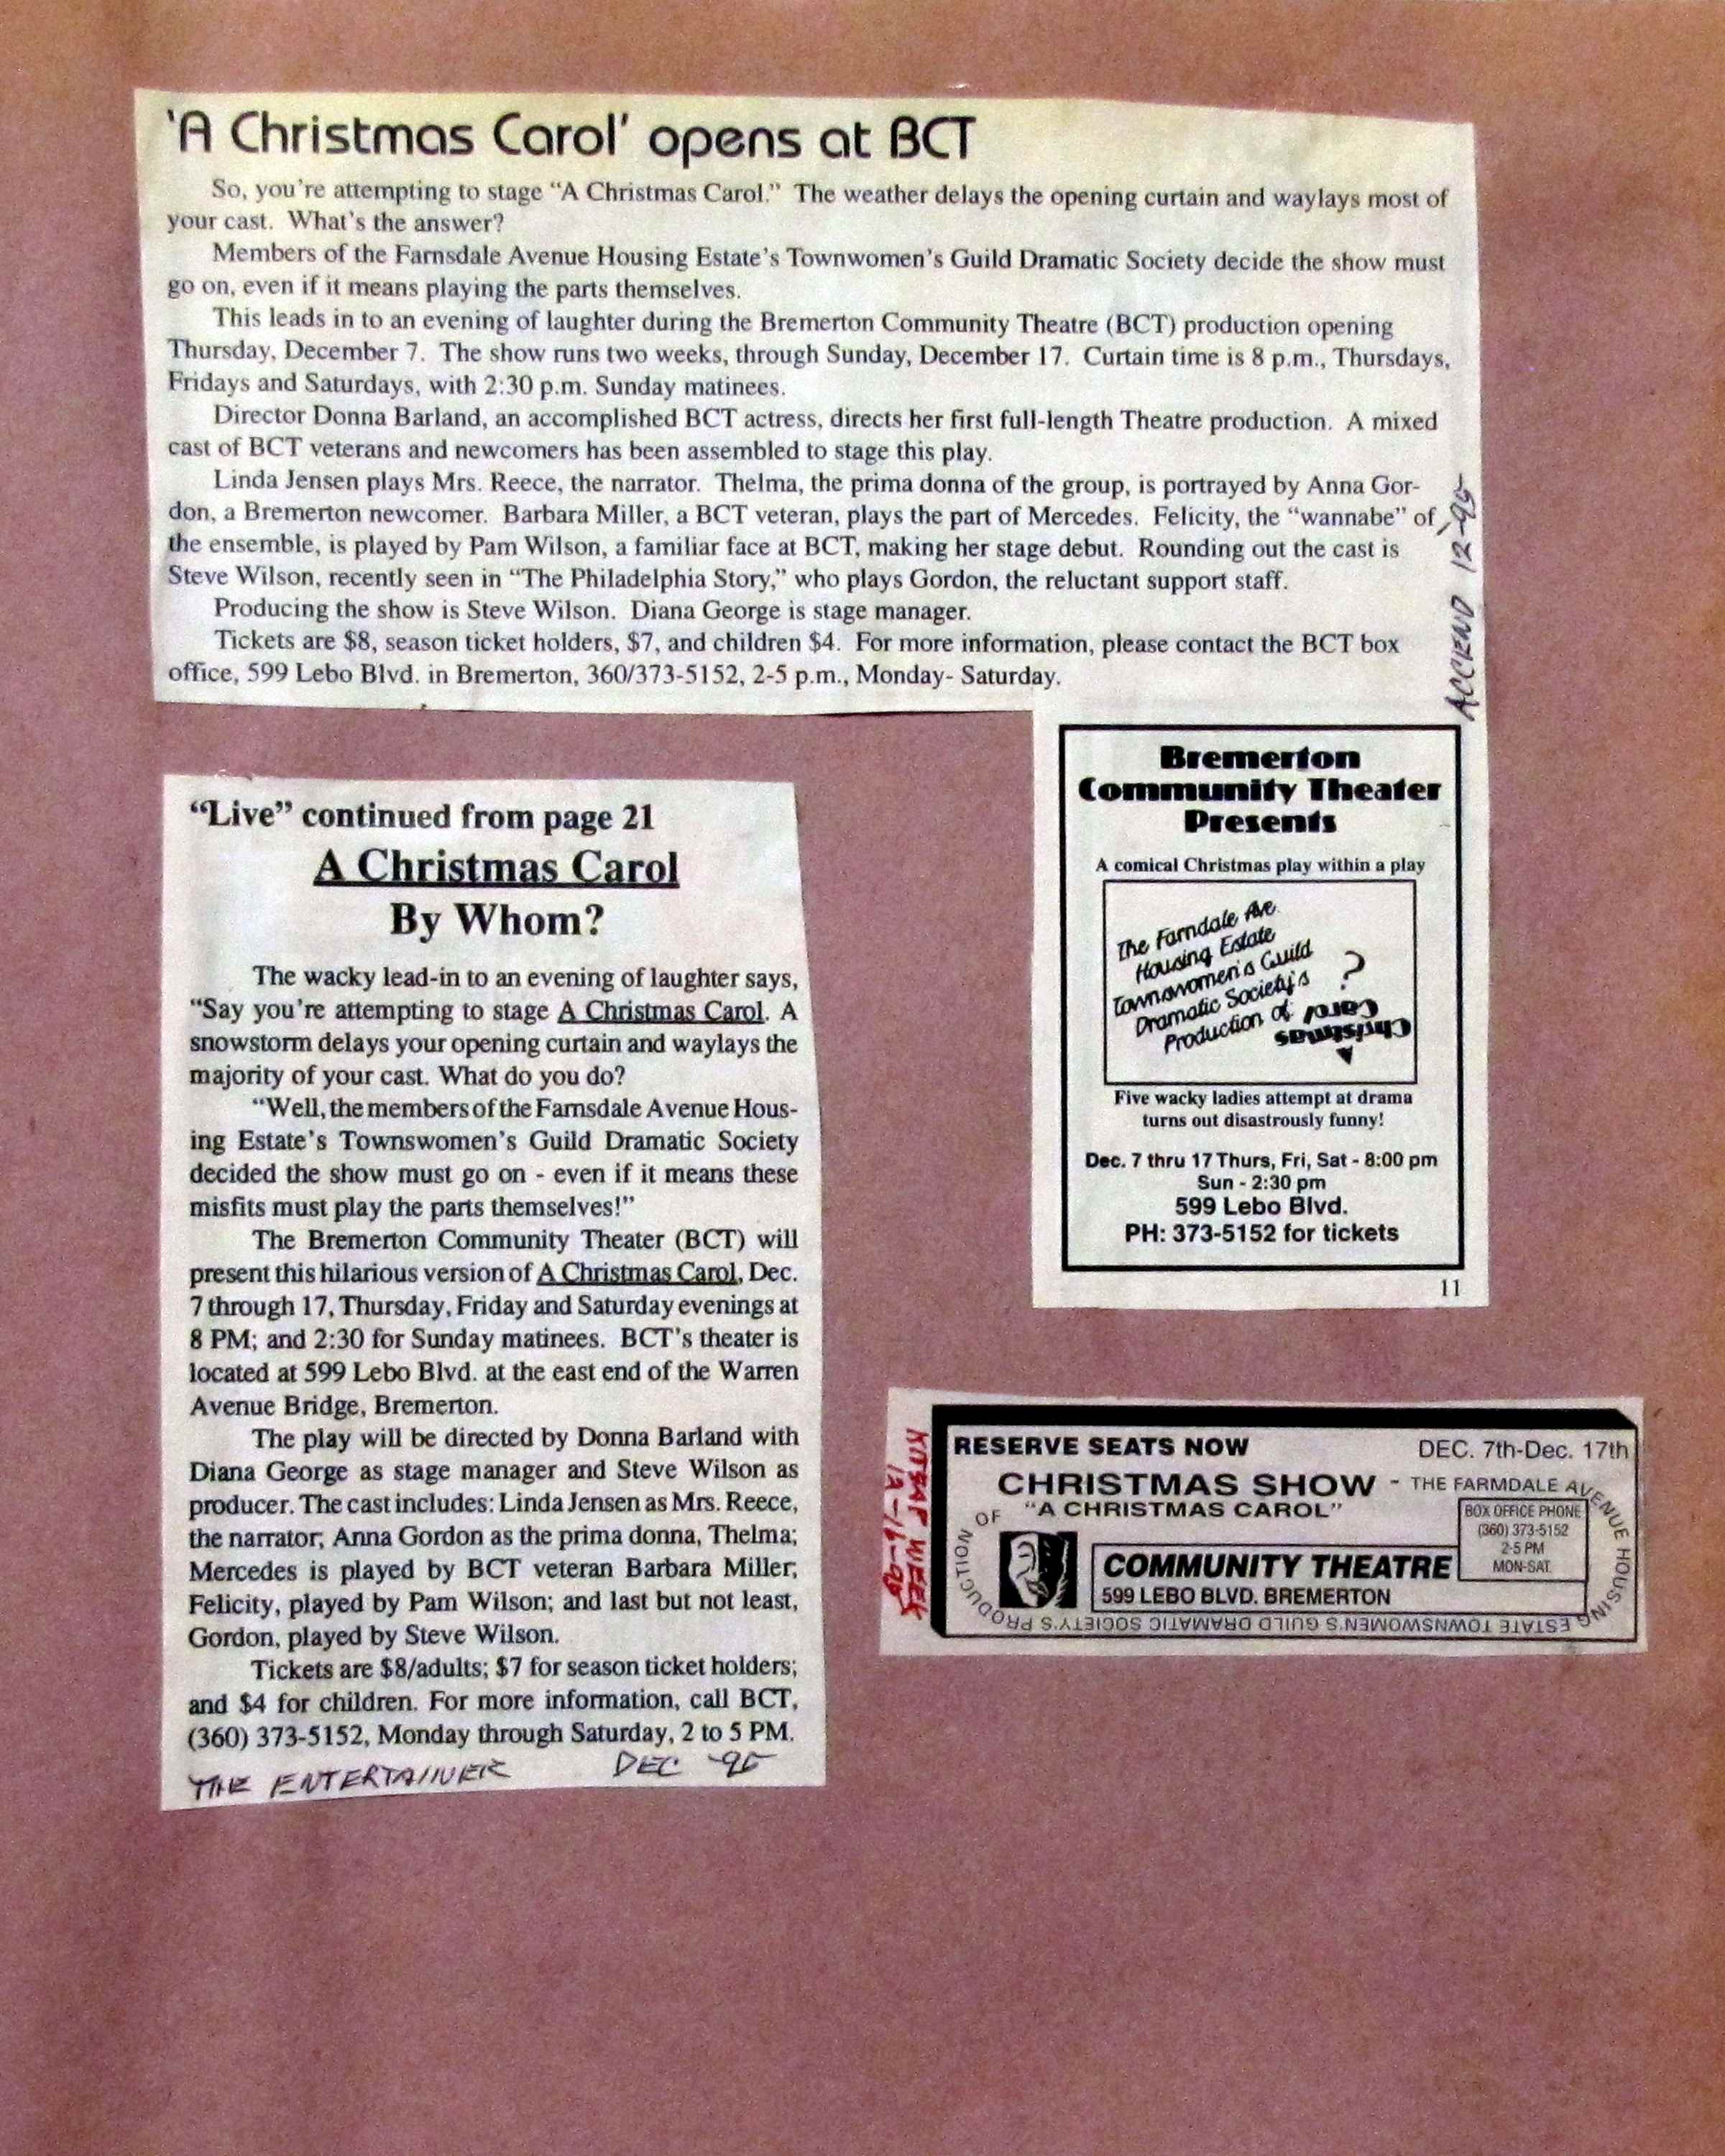 'A Christmas Carol' opens at BCT
So, you're attempting to stage "A Christmas Carol." The weather delays the opening curtain and waylays most of
your cast. What's the answer?
Members of the Farnsdale Avenue Housing Estate's Townwomen's Guild Dramatic Society decide the show must
go on, even if it means playing the parts themselves.
This leads in to an evening of laughter during the Bremerton Community Theatre (BCT) production opening
Thursday, December 7. The show runs two weeks, through Sunday, December 17. Curtain time is 8 p.m., Thursdays,
Fridays and Saturdays, with 2:30 p.m. Sunday matinees.
Director Donna Barland, an accomplished BCT actress, directs her first full-length Theatre production. A mixed
cast of BCT veterans and newcomers has been assembled to stage this play.
Linda Jensen plays Mrs. Reece, the narrator. Thelma, the prima donna of the group, is portrayed by Anna Gor-
don, a Bremerton newcomer. Barbara Miller, a BCT veteran, plays the part of Mercedes. Felicity, the "wannabe" of
the ensemble, is played by Pam Wilson, a familiar face at BCT, making her stage debut. Rounding out the cast is
Steve Wilson, recently seen in "The Philadelphia Story," who plays Gordon, the reluctant support staff.
Producing the show is Steve Wilson. Diana George is stage manager.
Tickets are $8, season ticket holders, $7, and children $4. For more information, please contact the BCT box
office, 599 Lebo Blvd. in Bremerton, 360/373-5152, 2-5 p.m., Monday- Saturday.
12-95
"Live" continued from page 21
A Christmas Carol
By Whom?
The wacky lead-in to an evening of laughter says,
"Say you're attempting to stage A Christmas Carol. A
snowstorm delays your opening curtain and waylays the
majority of your cast. What do you do?
"Well, the members of the Farnsdale Avenue Hous-
ing Estate's Townswomen's Guild Dramatic Society
decided the show must go on - even if it means these
misfits must play the parts themselves!"
The Bremerton Community Theater (BCT) will
present this hilarious version of A Christmas Carol, Dec.
7 through 17, Thursday, Friday and Saturday evenings at
8 PM; and 2:30 for Sunday matinees. BCT's theater is
located at 599 Lebo Blvd. at the east end of the Warren
Avenue Bridge, Bremerton.
The play will be directed by Donna Barland with
Diana George as stage manager and Steve Wilson as
producer. The cast includes: Linda Jensen as Mrs. Reece,
the narrator; Anna Gordon as the prima donna, Thelma;
Mercedes is played by BCT veteran Barbara Miller;
Felicity, played by Pam Wilson; and last but not least,
Gordon, played by Steve Wilson.
Tickets are $8/adults; $7 for season ticket holders;
and $4 for children. For more information, call BCT,
(360) 373-5152, Monday through Saturday, 2 to 5 PM.
THE ENTERTAINER DEC 95
Bremerton
Community Theater
Presents
A comical Christmas play within a play
The Farndale Ave.
Housing Estate
Townswomen's Guild
Dramatic Society's
Production of
A
Christmas
Carol
?
Five wacky ladies attempt at drama
turns out disastrously funny!
Dec. 7 thru 17 Thurs, Fri, Sat - 8:00 pm
Sun - 2:30 pm
599 Lebo Blvd.
PH: 373-5152 for tickets
11
KITSAP WEEK
RESERVE SEATS NOW DEC. 7th-Dec. 17th
CHRISTMAS SHOW - THE FARMDALE AVENUE HOUSING
ESTATE TOWNSWOMEN'S GUILD DRAMATIC SOCIETY'S PRODUCTION OF
"A CHRISTMAS CAROL"
BOX OFFICE PHONE
(360) 373-5152
2-5 PM
MON-SAT.
COMMUNITY THEATRE
599 LEBO BLVD. BREMERTON